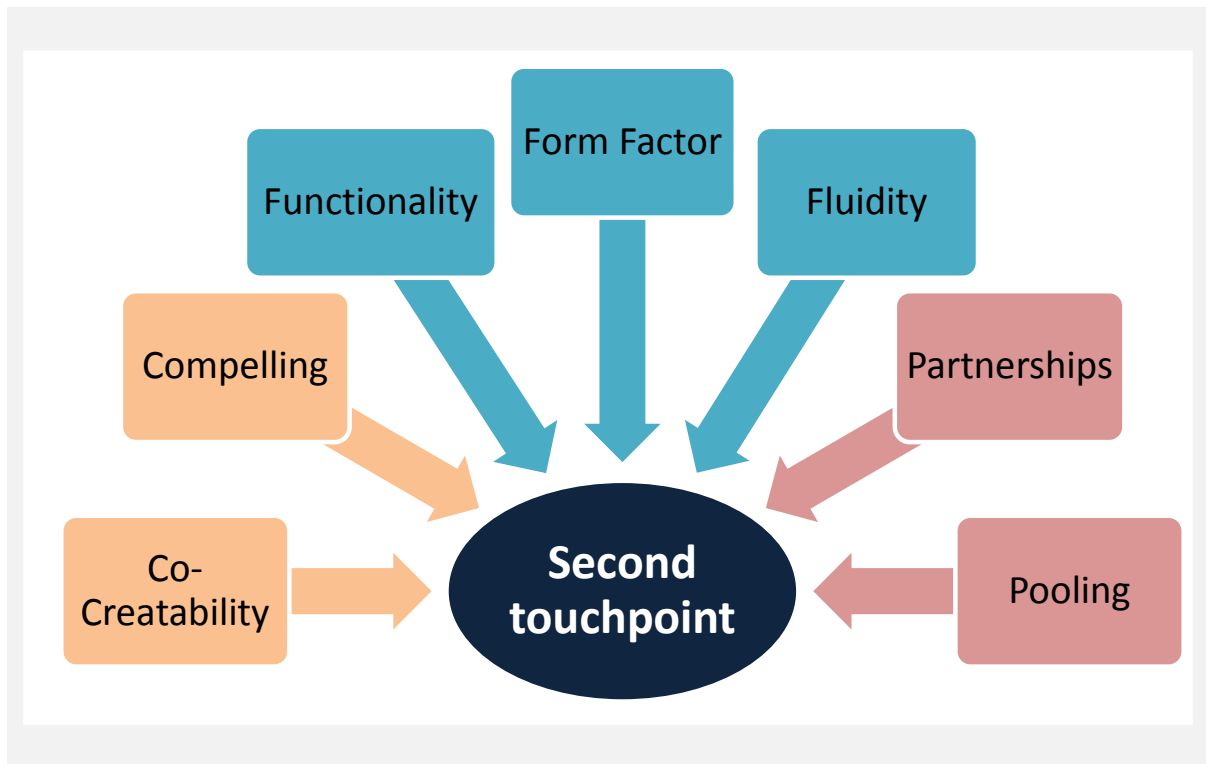 Form Factor
Functionality
Fluidity
Compelling
Partnerships
Co-
Creatability
Second
touchpoint
Pooling